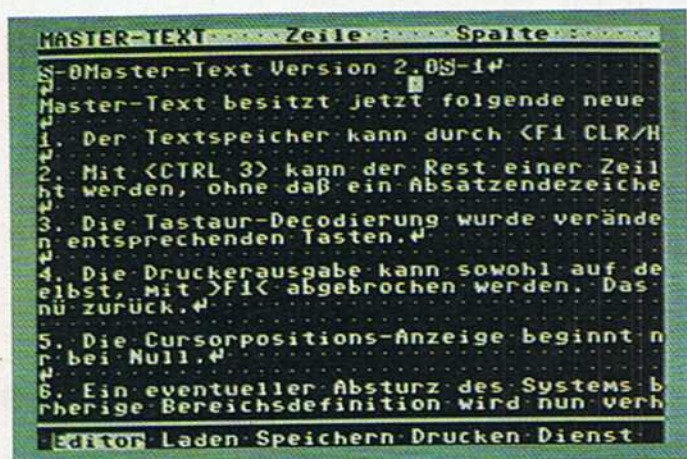 MASTER-TEXT Zeile : Spalte :
S-0Master-Text Version 2.0S-1↵
↵
Master-Text besitzt jetzt folgende neue
↵
1. Der Textspeicher kann durch <F1 CLR/H
↵
2. Mit <CTRL 3> kann der Rest einer Zeil
ht werden, ohne daß ein Absatzendezeiche
↵
3. Die Tastaur-Decodierung wurde verände
n entsprechenden Tasten.↵
↵
4. Die Druckerausgabe kann sowohl auf de
elbst, mit >F1< abgebrochen werden. Das
nü zurück.↵
↵
5. Die Cursorpositions-Anzeige beginnt n
r bei Null.↵
↵
6. Ein eventueller Absturz des Systems b
rherige Bereichsdefinition wird nun verh
Editor Laden Speichern Drucken Dienst